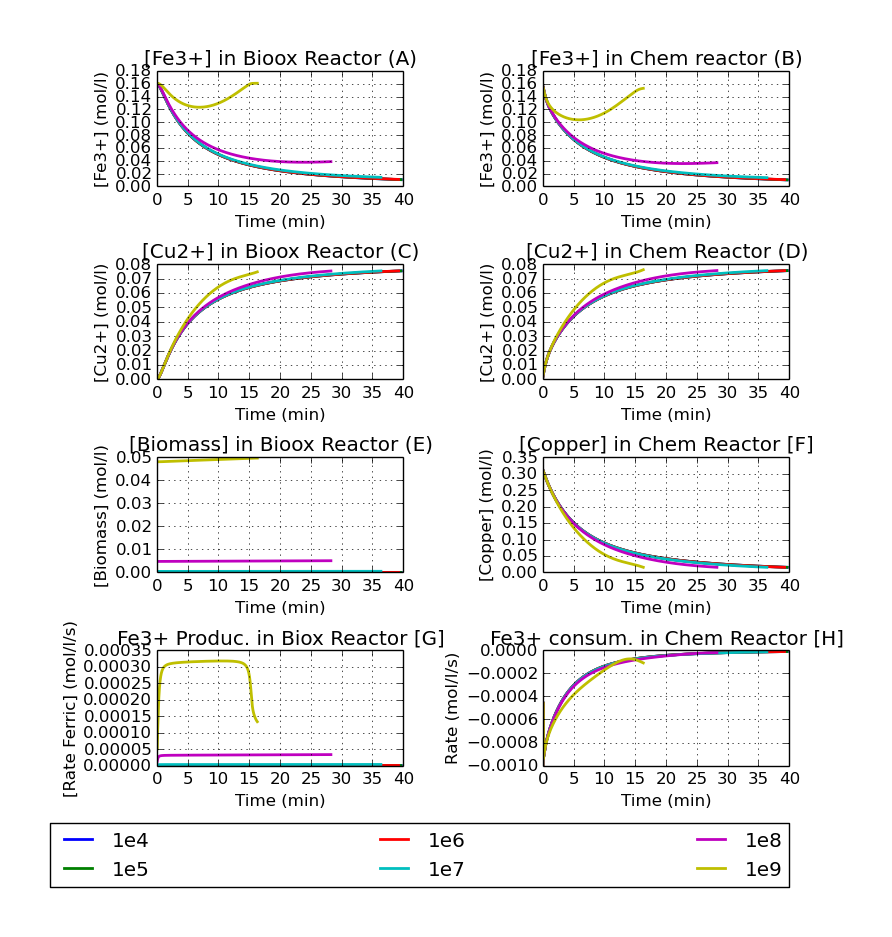 [Fe3+] in Bioox Reactor (A)
[Fe3+] (mol/l)
0.18
0.16
0.14
0.12
0.10
0.08
0.06
0.04
0.02
0.00
0 5 10 15 20 25 30 35 40
Time (min)
[Fe3+] in Chem reactor (B)
[Fe3+] (mol/l)
0.18
0.16
0.14
0.12
0.10
0.08
0.06
0.04
0.02
0.00
0 5 10 15 20 25 30 35 40
Time (min)
[Cu2+] in Bioox Reactor (C)
[Cu2+] (mol/l)
0.08
0.07
0.06
0.05
0.04
0.03
0.02
0.01
0.00
0 5 10 15 20 25 30 35 40
Time (min)
[Cu2+] in Chem Reactor (D)
[Cu2+] (mol/l)
0.08
0.07
0.06
0.05
0.04
0.03
0.02
0.01
0.00
0 5 10 15 20 25 30 35 40
Time (min)
[Biomass] in Bioox Reactor (E)
[Biomass] (mol/l)
0.05
0.04
0.03
0.02
0.01
0.00
0 5 10 15 20 25 30 35 40
Time (min)
[Copper] in Chem Reactor [F]
[Copper] (mol/l)
0.35
0.30
0.25
0.20
0.15
0.10
0.05
0.00
0 5 10 15 20 25 30 35 40
Time (min)
Fe3+ Produc. in Biox Reactor [G]
[Rate Ferric] (mol/l/s)
0.00035
0.00030
0.00025
0.00020
0.00015
0.00010
0.00005
0.00000
0 5 10 15 20 25 30 35 40
Time (min)
Fe3+ consum. in Chem Reactor [H]
Rate (mol/l/s)
0.0000
−0.0002
−0.0004
−0.0006
−0.0008
−0.0010
0 5 10 15 20 25 30 35 40
Time (min)
1e4 1e6 1e8
1e5 1e7 1e9